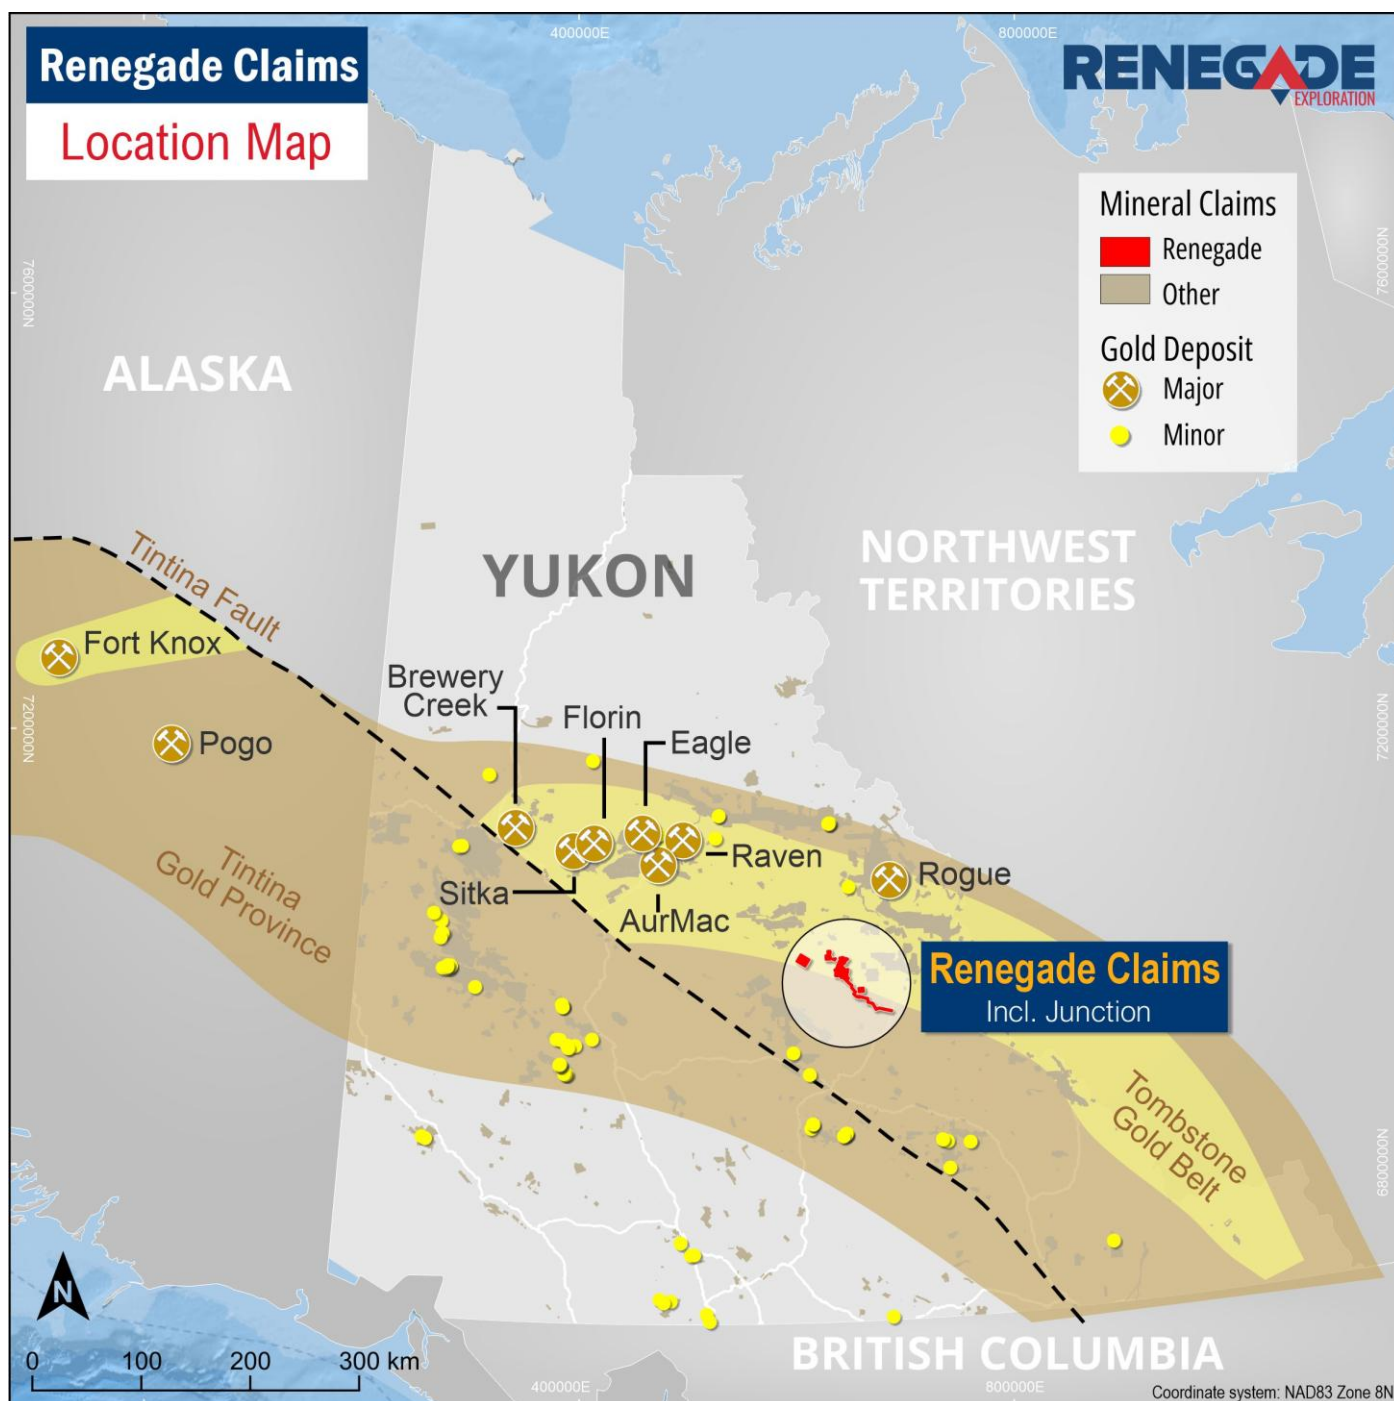 Renegade Claims
Location Map
400000E
800000E
RENEGADE
EXPLORATION
Mineral Claims
Renegade
Other
Gold Deposit
Major
Minor
7600000N
7600000N
ALASKA
YUKON
NORTHWEST
TERRITORIES
Tintina Fault
Fort Knox
Pogo
7200000N
7200000N
Brewery
Creek
Florin
Eagle
Raven
Sitka
AurMac
Rogue
Tintina
Gold Province
Renegade Claims
Incl. Junction
Tombstone
Gold Belt
6800000N
N
0 100 200 300 km
BRITISH COLUMBIA
400000E
800000E
Coordinate system: NAD83 Zone 8N